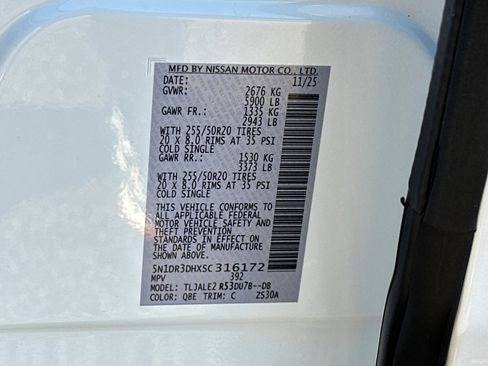 MFD BY NISSAN MOTOR CO., LTD.
DATE: 11/25
GVWR: 2676 KG
5900 LB
GAWR FR.: 1335 KG
2943 LB
WITH 255/50R20 TIRES
20 X 8.0 RIMS AT 35 PSI
COLD SINGLE
GAWR RR.: 1530 KG
3373 LB
WITH 255/50R20 TIRES
20 X 8.0 RIMS AT 35 PSI
COLD SINGLE
THIS VEHICLE CONFORMS TO
ALL APPLICABLE FEDERAL
MOTOR VEHICLE SAFETY
AND THEFT PREVENTION
STANDARDS IN EFFECT ON
THE DATE OF MANUFACTURE
SHOWN ABOVE.
5N1DR3DHXSC316172
MPV 392
MODEL: TLJALE2 R53DU7B--DB
COLOR: QBE TRIM: C ZS30A